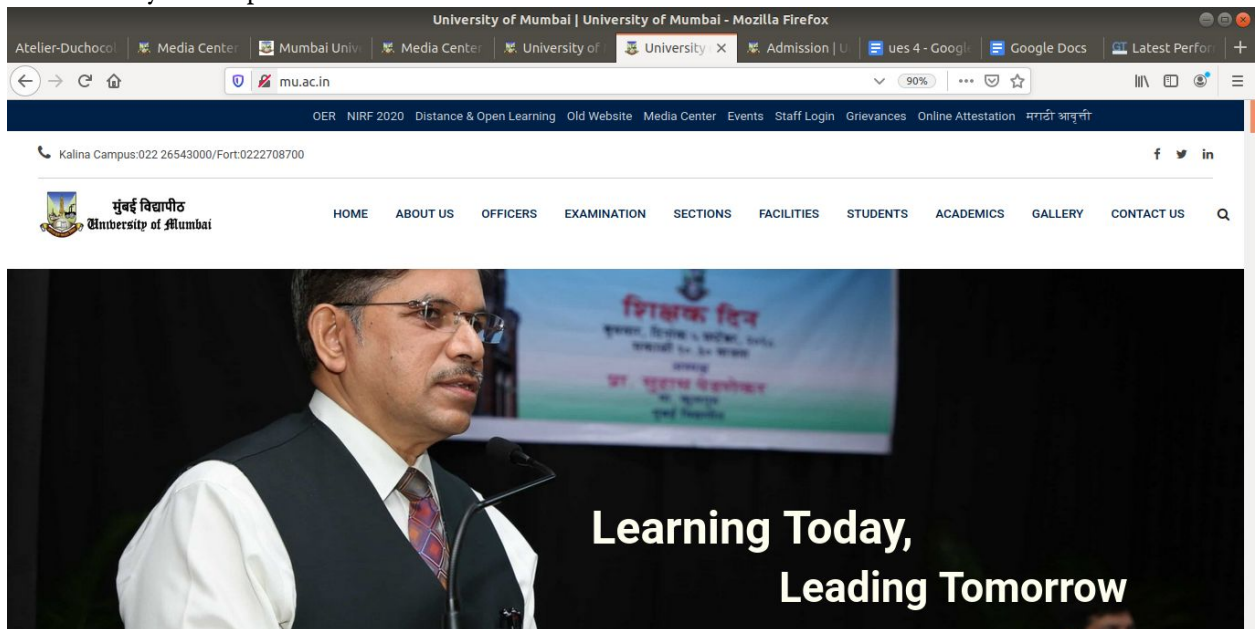 University of Mumbai | University of Mumbai - Mozilla Firefox
Atelier-Duchocol Media Center Mumbai Univ Media Center University of University Admission | U ues 4 - Google Google Docs Latest Perform
mu.ac.in 90%
OER NIRF 2020 Distance & Open Learning Old Website Media Center Events Staff Login Grievances Online Attestation मराठी आवृत्ती
Kalina Campus:022 26543000/Fort:0222708700
मुंबई विद्यापीठ
University of Mumbai
HOME ABOUT US OFFICERS EXAMINATION SECTIONS FACILITIES STUDENTS ACADEMICS GALLERY CONTACT US
शिक्षक दिन
Learning Today,
Leading Tomorrow